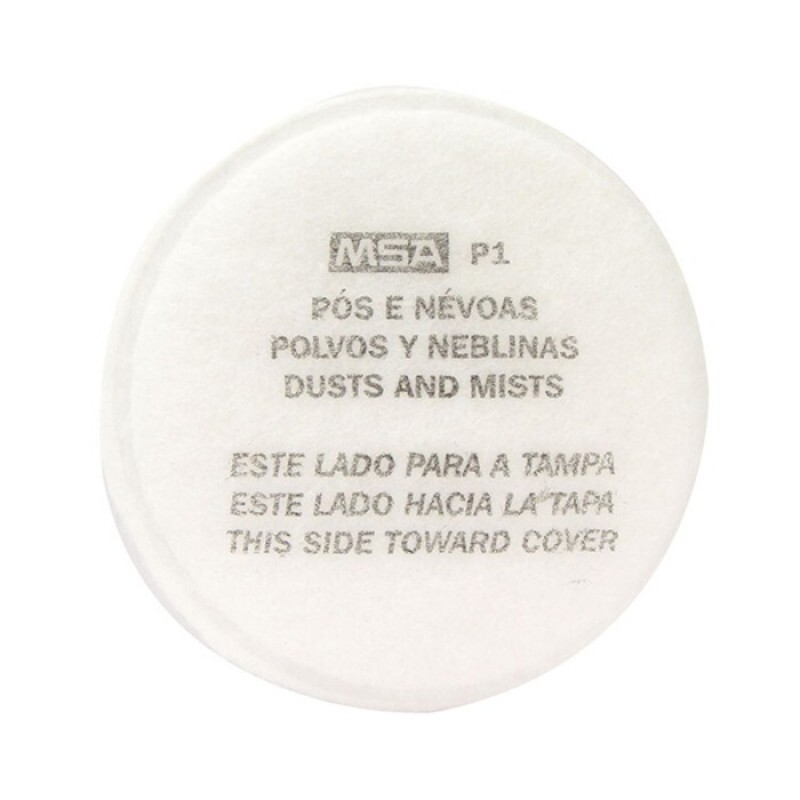 MSA P1
PÓS E NÉVOAS
POLVOS Y NEBLINAS
DUSTS AND MISTS
ESTE LADO PARA A TAMPA
ESTE LADO HACIA LA TAPA
THIS SIDE TOWARD COVER